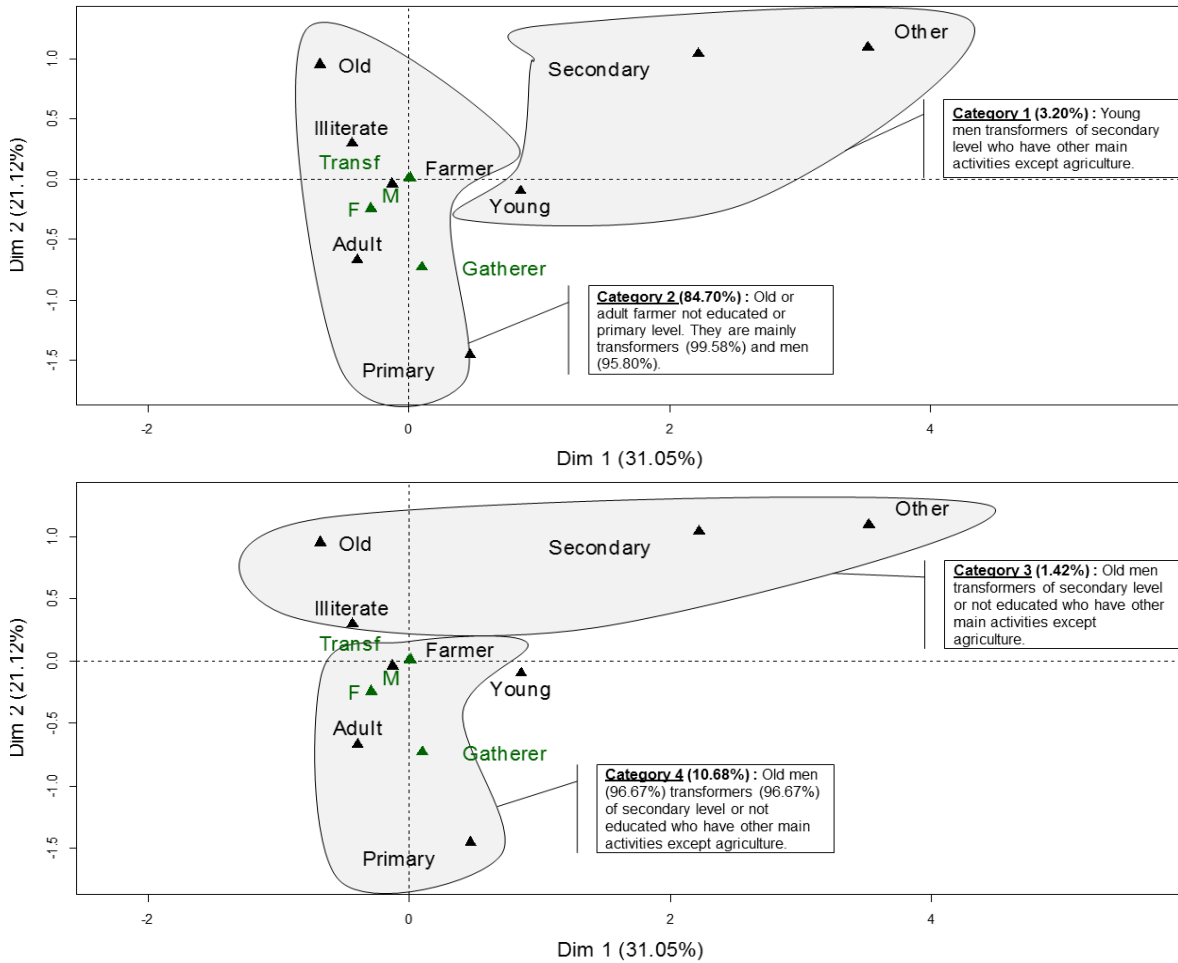 Dim 2 (21.12%)
1.0
0.5
0.0
-0.5
-1.0
-1.5
Other
Old
Secondary
Illiterate
Transf
Farmer
M
F
Young
Adult
Gatherer
Primary
Category 1 (3.20%) : Young
men transformers of secondary
level who have other main
activities except agriculture.
Category 2 (84.70%) : Old or
adult farmer not educated or
primary level. They are mainly
transformers (99.58%) and men
(95.80%).
-2
0
2
4
Dim 1 (31.05%)
Dim 2 (21.12%)
1.0
0.5
0.0
-0.5
-1.0
-1.5
Other
Old
Secondary
Illiterate
Transf
Farmer
M
F
Young
Adult
Gatherer
Primary
Category 3 (1.42%) : Old men
transformers of secondary level
or not educated who have other
main activities except
agriculture.
Category 4 (10.68%) : Old men
(96.67%) transformers (96.67%)
of secondary level or not
educated who have other main
activities except agriculture.
-2
0
2
4
Dim 1 (31.05%)